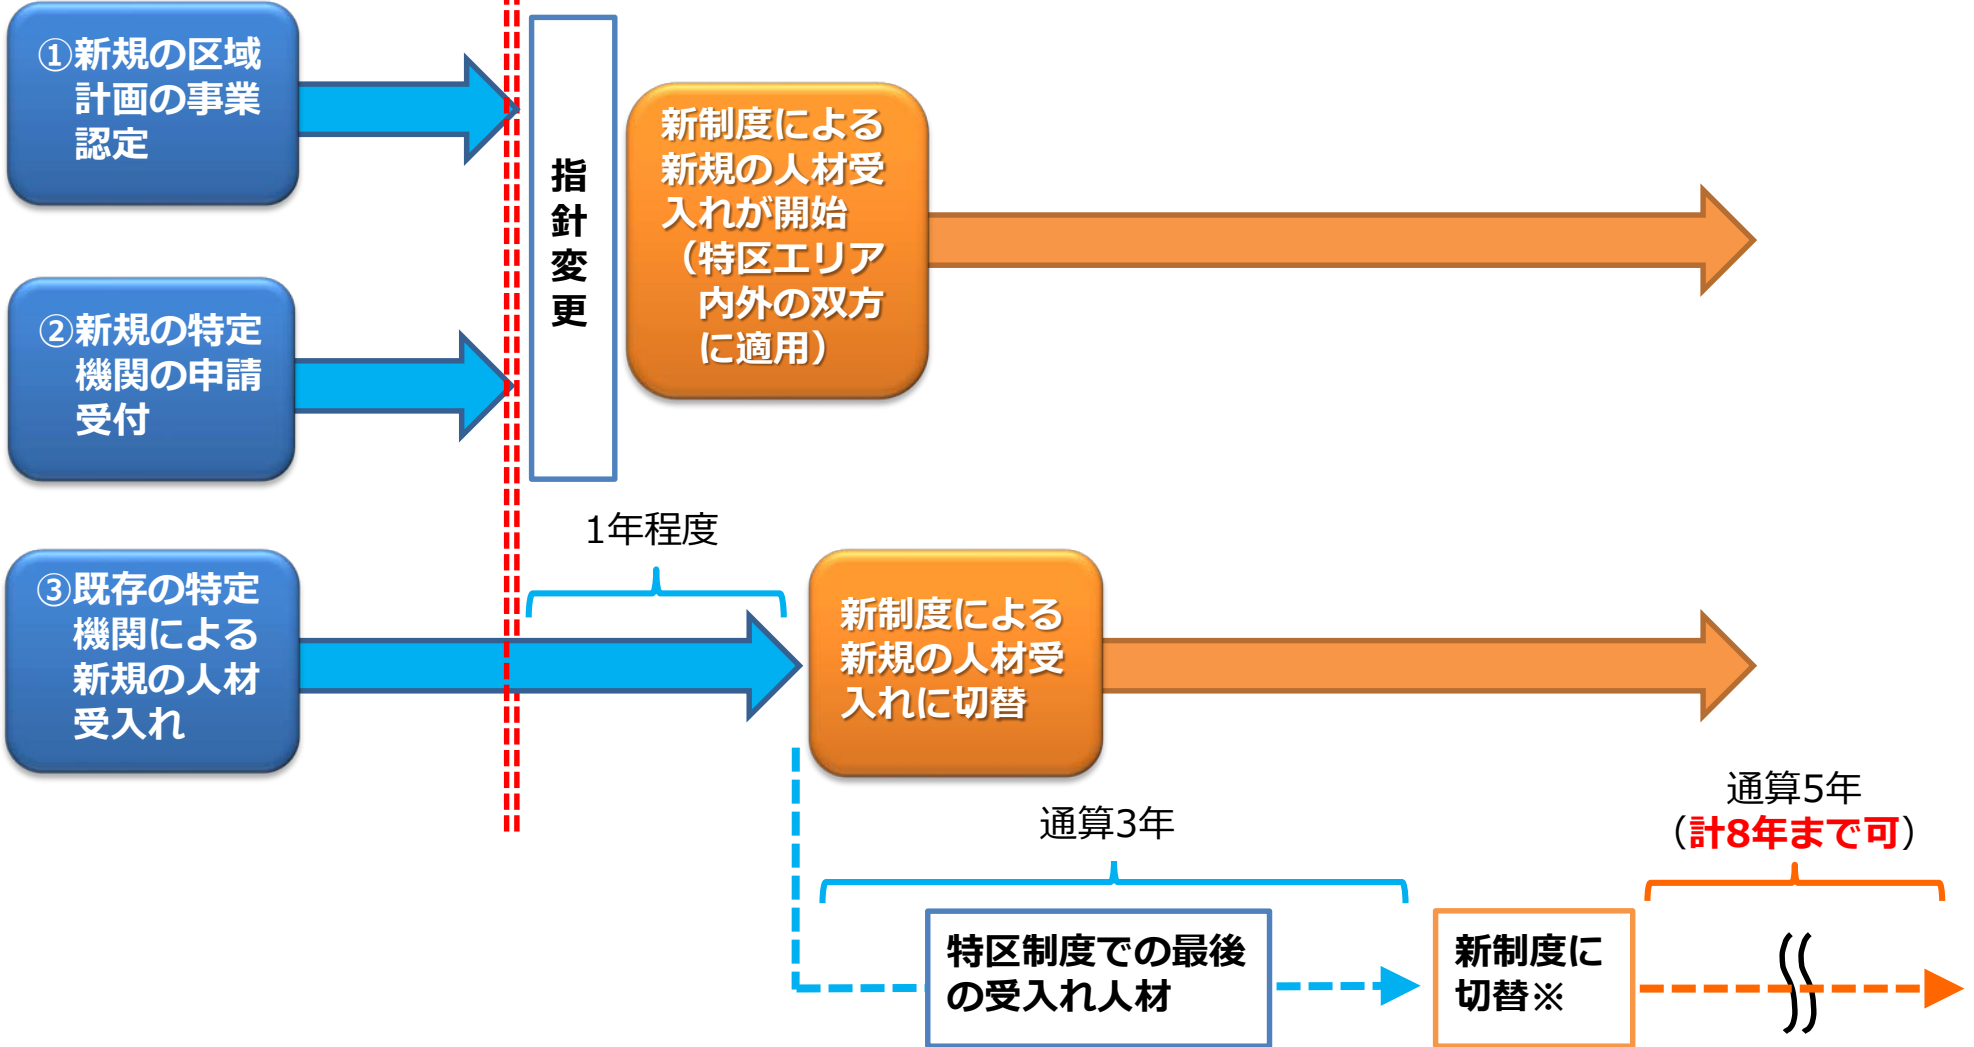 ①新規の区域
計画の事業
認定
指
針
変
更
新制度による
新規の人材受
入れが開始
（特区エリア
内外の双方
に適用）
②新規の特定
機関の申請
受付
1年程度
③既存の特定
機関による
新規の人材
受入れ
新制度による
新規の人材受
入れに切替
通算3年
通算5年
（計8年まで可）
特区制度での最後
の受入れ人材
新制度に
切替※